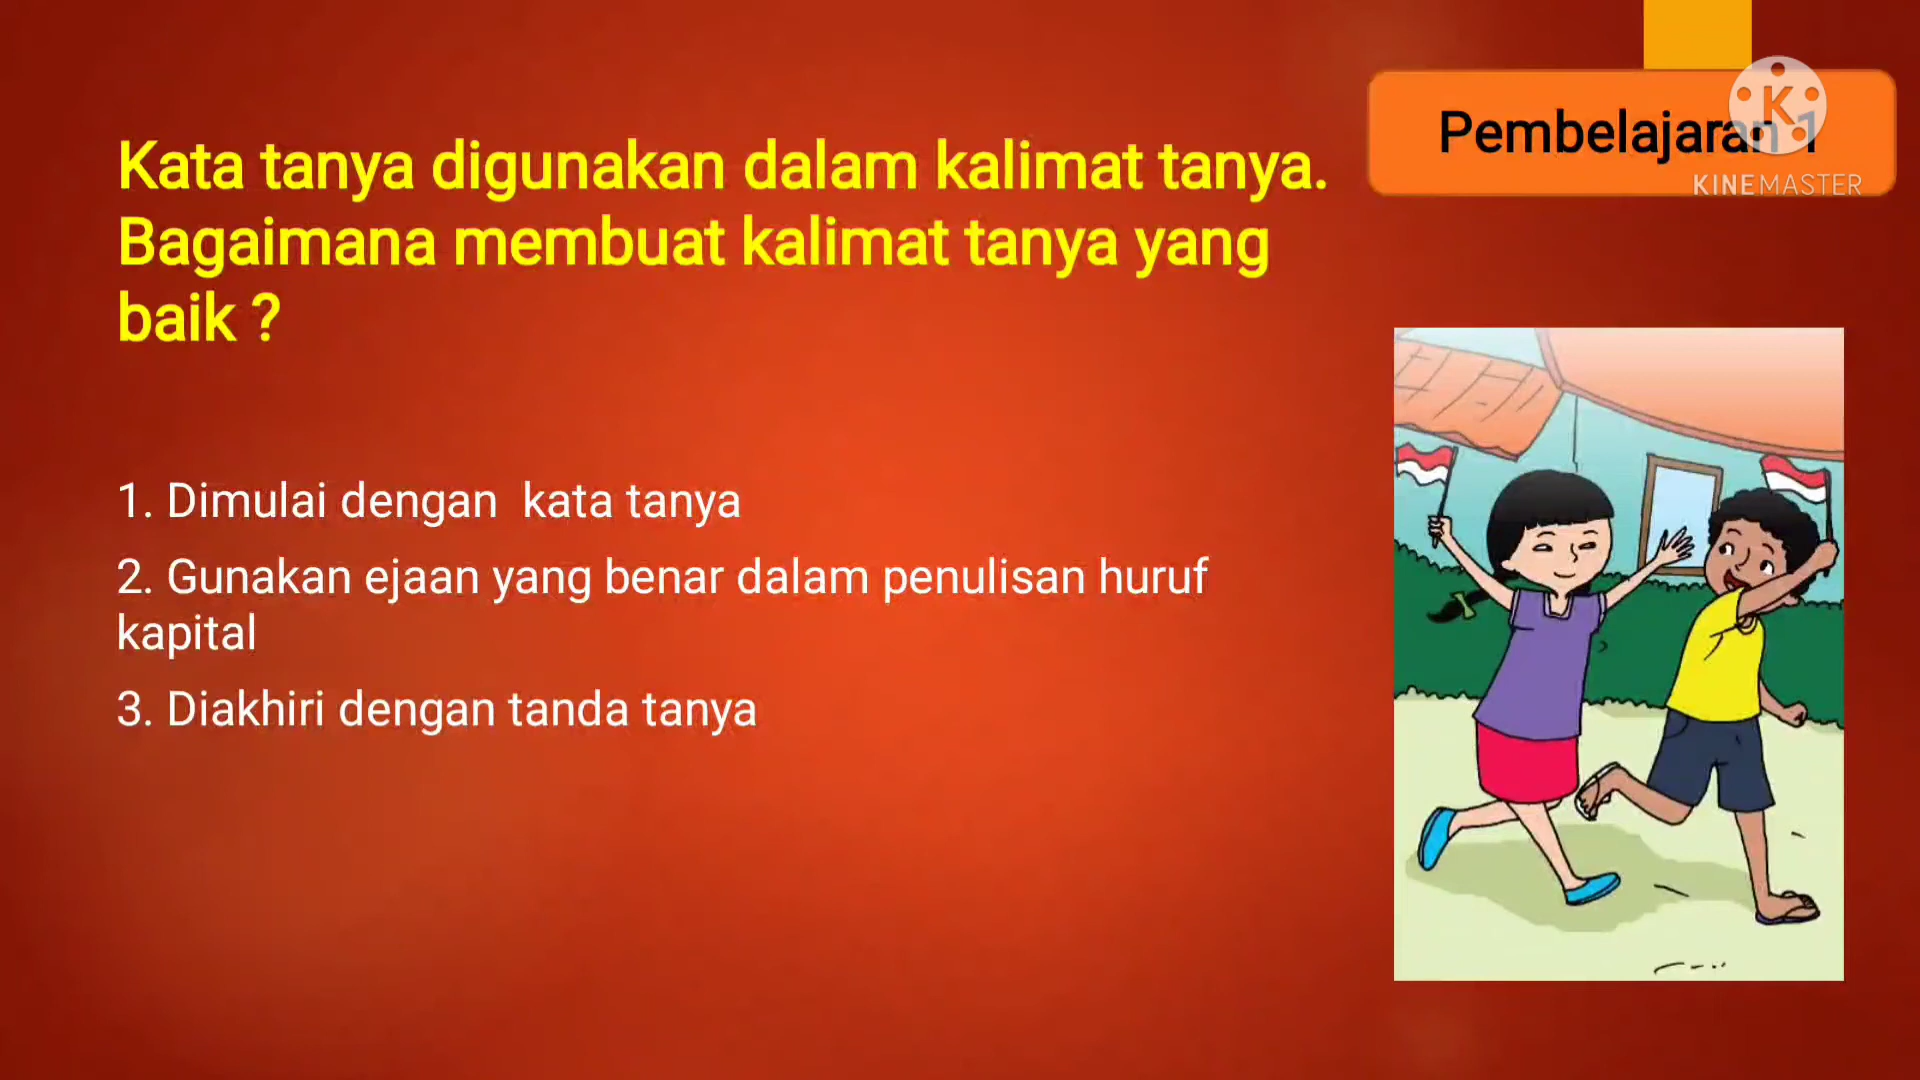 Pembelajaran 1
K
KINEMASTER
Kata tanya digunakan dalam kalimat tanya.
Bagaimana membuat kalimat tanya yang
baik ?
1. Dimulai dengan kata tanya
2. Gunakan ejaan yang benar dalam penulisan huruf
kapital
3. Diakhiri dengan tanda tanya